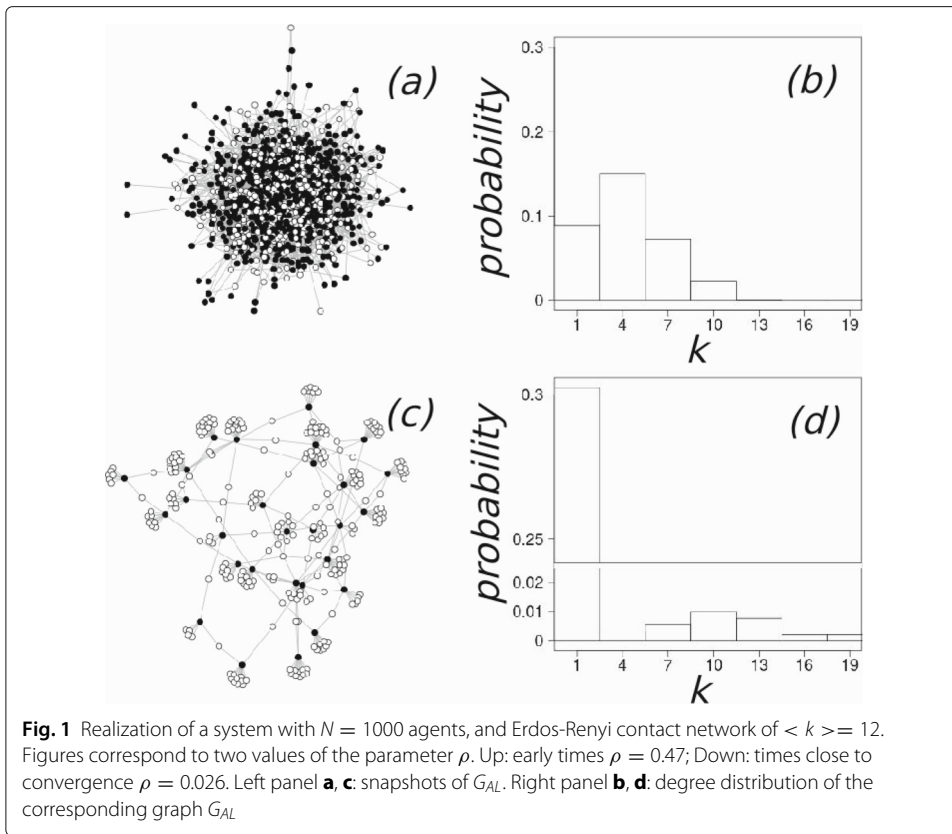 (a)
(b)
probability
0.3
0.2
0.1
0
1 4 7 10 13 16 19
k
(c)
(d)
probability
0.3
0.25
0.02
0.01
0
1 4 7 10 13 16 19
k
Fig. 1 Realization of a system with N = 1000 agents, and Erdos-Renyi contact network of < k >= 12.
Figures correspond to two values of the parameter ρ. Up: early times ρ = 0.47; Down: times close to
convergence ρ = 0.026. Left panel a, c: snapshots of G_AL. Right panel b, d: degree distribution of the
corresponding graph G_AL